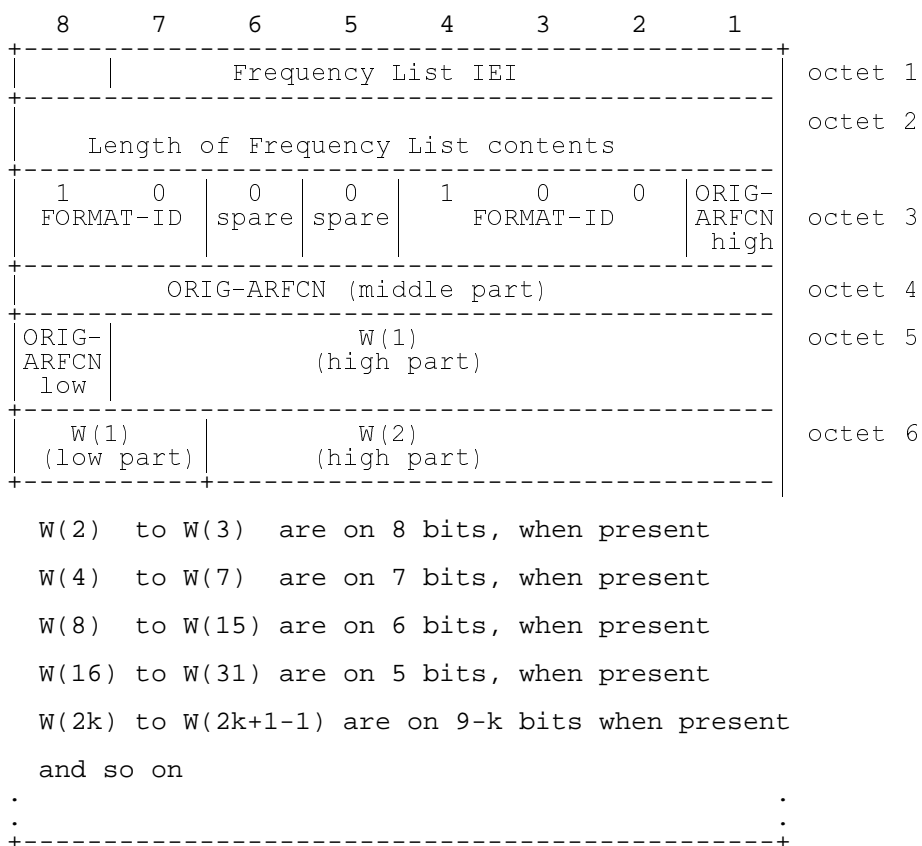 8 7 6 5 4 3 2 1
Frequency List IEI octet 1
octet 2
Length of Frequency List contents
1 0 0 0 1 0 0 ORIG-
FORMAT-ID spare spare FORMAT-ID ARFCN octet 3
high
ORIG-ARFCN (middle part) octet 4
ORIG- W(1) octet 5
ARFCN (high part)
low
W(1) W(2) octet 6
(low part) (high part)
W(2) to W(3) are on 8 bits, when present
W(4) to W(7) are on 7 bits, when present
W(8) to W(15) are on 6 bits, when present
W(16) to W(31) are on 5 bits, when present
W(2k) to W(2k+1-1) are on 9-k bits when present
and so on